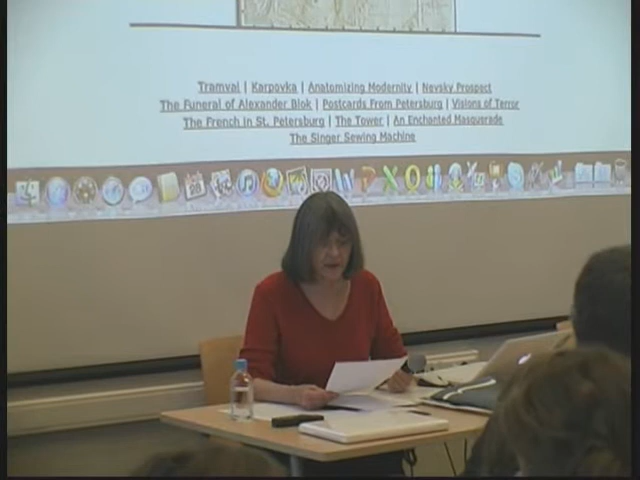 Tramvai | Karpovka | Anatomizing Modernity | Nevsky Prospect
The Funeral of Alexander Blok | Postcards From Petersburg | Visions of Terror
The French in St. Petersburg | The Tower | An Enchanted Masquerade
The Singer Sewing Machine